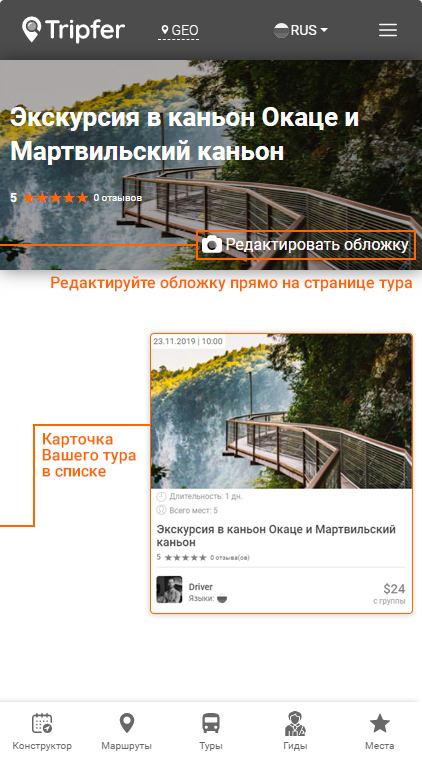 Tripfer
GEO
RUS
Экскурсия в каньон Окаце и
Мартвильский каньон
5 0 отзывов
Редактировать обложку
Редактируйте обложку прямо на странице тура
23.11.2019 | 10:00
Карточка
Вашего тура
в списке
Длительность: 1 дн.
Всего мест: 5
Экскурсия в каньон Окаце и Мартвильский
каньон
5 0 отзыва(ов)
Driver
Языки:
$24
с группы
Конструктор Маршруты Туры Гиды Места